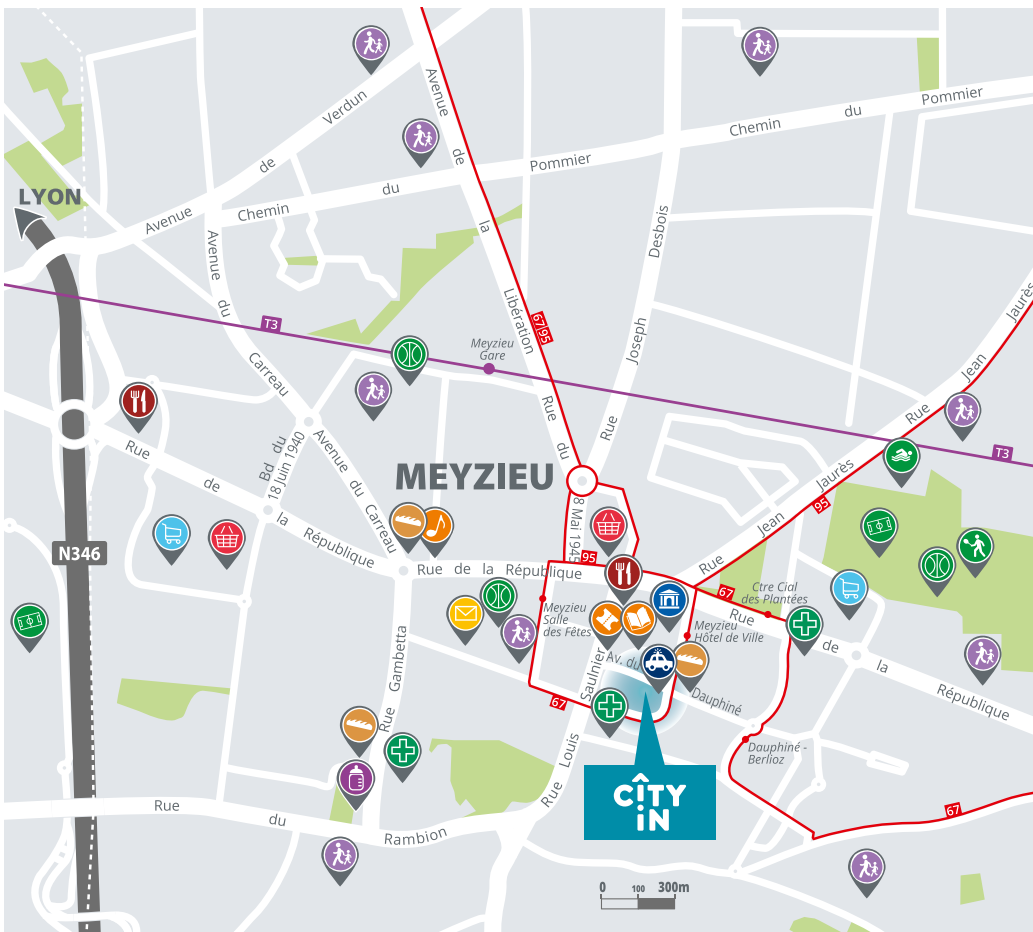 LYON
Avenue
de
Verdun
Avenue
de
la
Libération
Chemin
du
Pommier
Chemin
du
Pommier
Avenue
du
Carreau
Avenue
du
Carreau
T3
Meyzieu
Gare
67
95
Rue
Joseph
Desbois
Rue
Jean
Jaurès
Rue
Jean
Jaurès
95
T3
Rue
du
8 Mai 1945
MEYZIEU
Rue
de
la
République
Bd du
18 Juin 1940
N346
Rue de la République
95
67
Ctre Cial
des Plantées
Rue
de
la
République
Meyzieu
Salle
des Fêtes
Meyzieu
Hôtel de Ville
Av. du
Dauphiné
67
Rue Gambetta
Rue Louis
Saulnier
Dauphiné -
Berlioz
67
CITY
IN
Rue
du
Rambion
0 100 300m